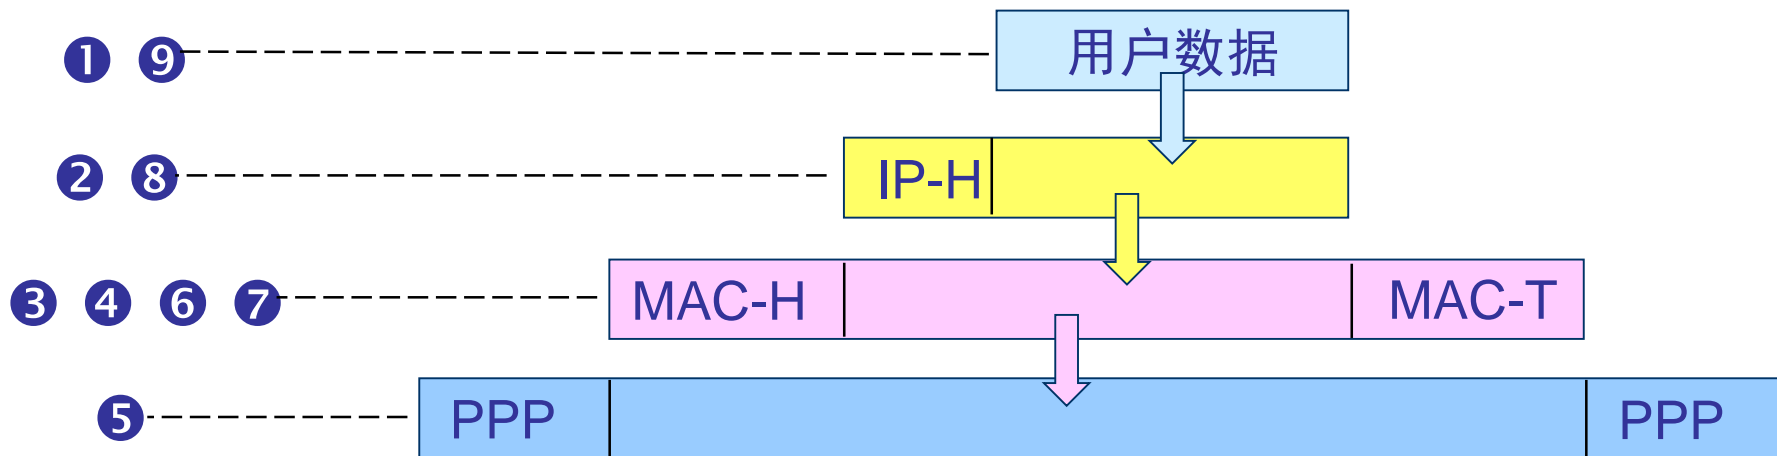 ❶ ❾ 用户数据
❷ ❽ IP-H
❸ ❹ ❻ ❼ MAC-H MAC-T
❺ PPP PPP